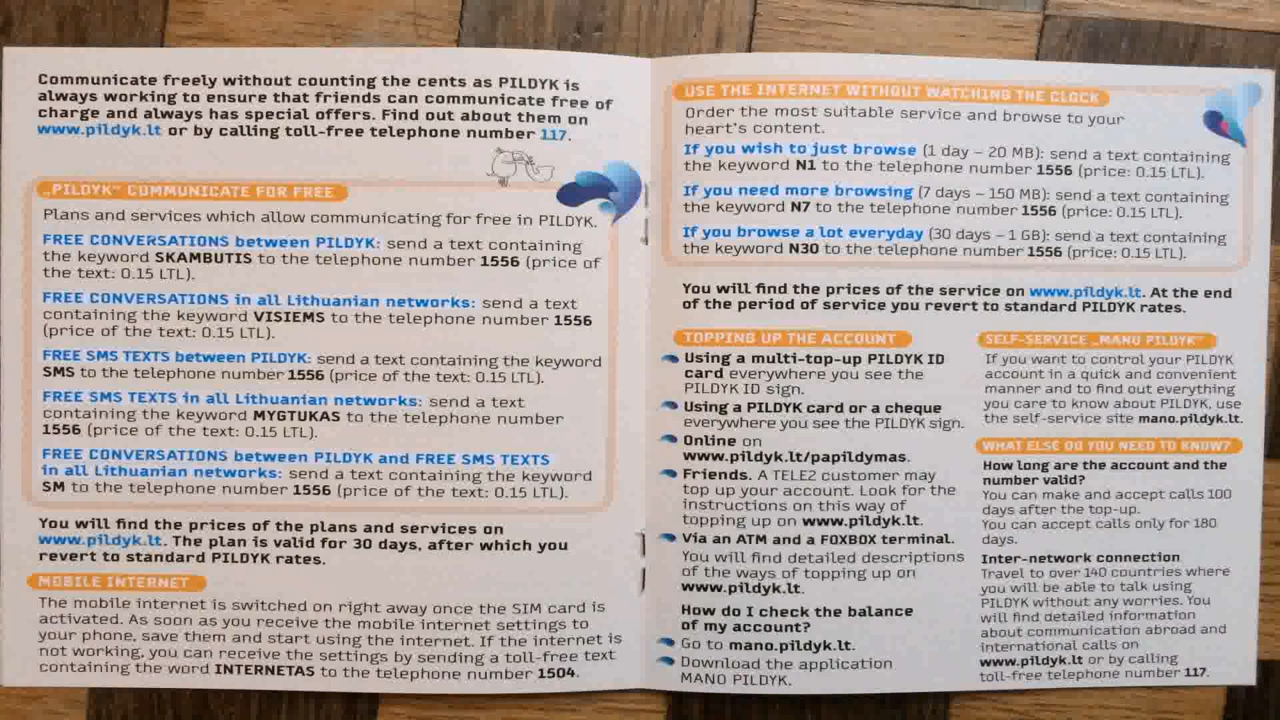 Communicate freely without counting the cents as PILDYK is
always working to ensure that friends can communicate free of
charge and always has special offers. Find out about them on
www.pildyk.lt or by calling toll-free telephone number 117.
„PILDYK“ COMMUNICATE FOR FREE
Plans and services which allow communicating for free in PILDYK.
FREE CONVERSATIONS between PILDYK: send a text containing
the keyword SKAMBUTIS to the telephone number 1556 (price of
the text: 0.15 LTL).
FREE CONVERSATIONS in all Lithuanian networks: send a text
containing the keyword VISIEMS to the telephone number 1556
(price of the text: 0.15 LTL).
FREE SMS TEXTS between PILDYK: send a text containing the keyword
SMS to the telephone number 1556 (price of the text: 0.15 LTL).
FREE SMS TEXTS in all Lithuanian networks: send a text
containing the keyword MYGTUKAS to the telephone number
1556 (price of the text: 0.15 LTL).
FREE CONVERSATIONS between PILDYK and FREE SMS TEXTS
in all Lithuanian networks: send a text containing the keyword
SM to the telephone number 1556 (price of the text: 0.15 LTL).
You will find the prices of the plans and services on
www.pildyk.lt. The plan is valid for 30 days, after which you
revert to standard PILDYK rates.
MOBILE INTERNET
The mobile internet is switched on right away once the SIM card is
activated. As soon as you receive the mobile internet settings to
your phone, save them and start using the internet. If the internet is
not working, you can receive the settings by sending a toll-free text
containing the word INTERNETAS to the telephone number 1504.
USE THE INTERNET WITHOUT WATCHING THE CLOCK
Order the most suitable service and browse to your
heart's content.
If you wish to just browse (1 day – 20 MB): send a text containing
the keyword N1 to the telephone number 1556 (price: 0.15 LTL).
If you need more browsing (7 days – 150 MB): send a text containing
the keyword N7 to the telephone number 1556 (price: 0.15 LTL).
If you browse a lot everyday (30 days – 1 GB): send a text containing
the keyword N30 to the telephone number 1556 (price: 0.15 LTL).
You will find the prices of the service on www.pildyk.lt. At the end
of the period of service you revert to standard PILDYK rates.
TOPPING UP THE ACCOUNT
Using a multi-top-up PILDYK ID
card everywhere you see the
PILDYK ID sign.
Using a PILDYK card or a cheque
everywhere you see the PILDYK sign.
Online on
www.pildyk.lt/papildymas.
Friends. A TELE2 customer may
top up your account. Look for the
instructions on this way of
topping up on www.pildyk.lt.
Via an ATM and a FOXBOX terminal.
You will find detailed descriptions
of the ways of topping up on
www.pildyk.lt.
How do I check the balance
of my account?
Go to mano.pildyk.lt.
Download the application
MANO PILDYK.
SELF-SERVICE „MANO PILDYK“
If you want to control your PILDYK
account in a quick and convenient
manner and to find out everything
you care to know about PILDYK, use
the self-service site mano.pildyk.lt.
WHAT ELSE DO YOU NEED TO KNOW?
How long are the account and the
number valid?
You can make and accept calls 100
days after the top-up.
You can accept calls only for 180
days.
Inter-network connection
Travel to over 140 countries where
you will be able to talk using
PILDYK without any worries. You
will find detailed information
about communication abroad and
international calls on
www.pildyk.lt or by calling
toll-free telephone number 117.